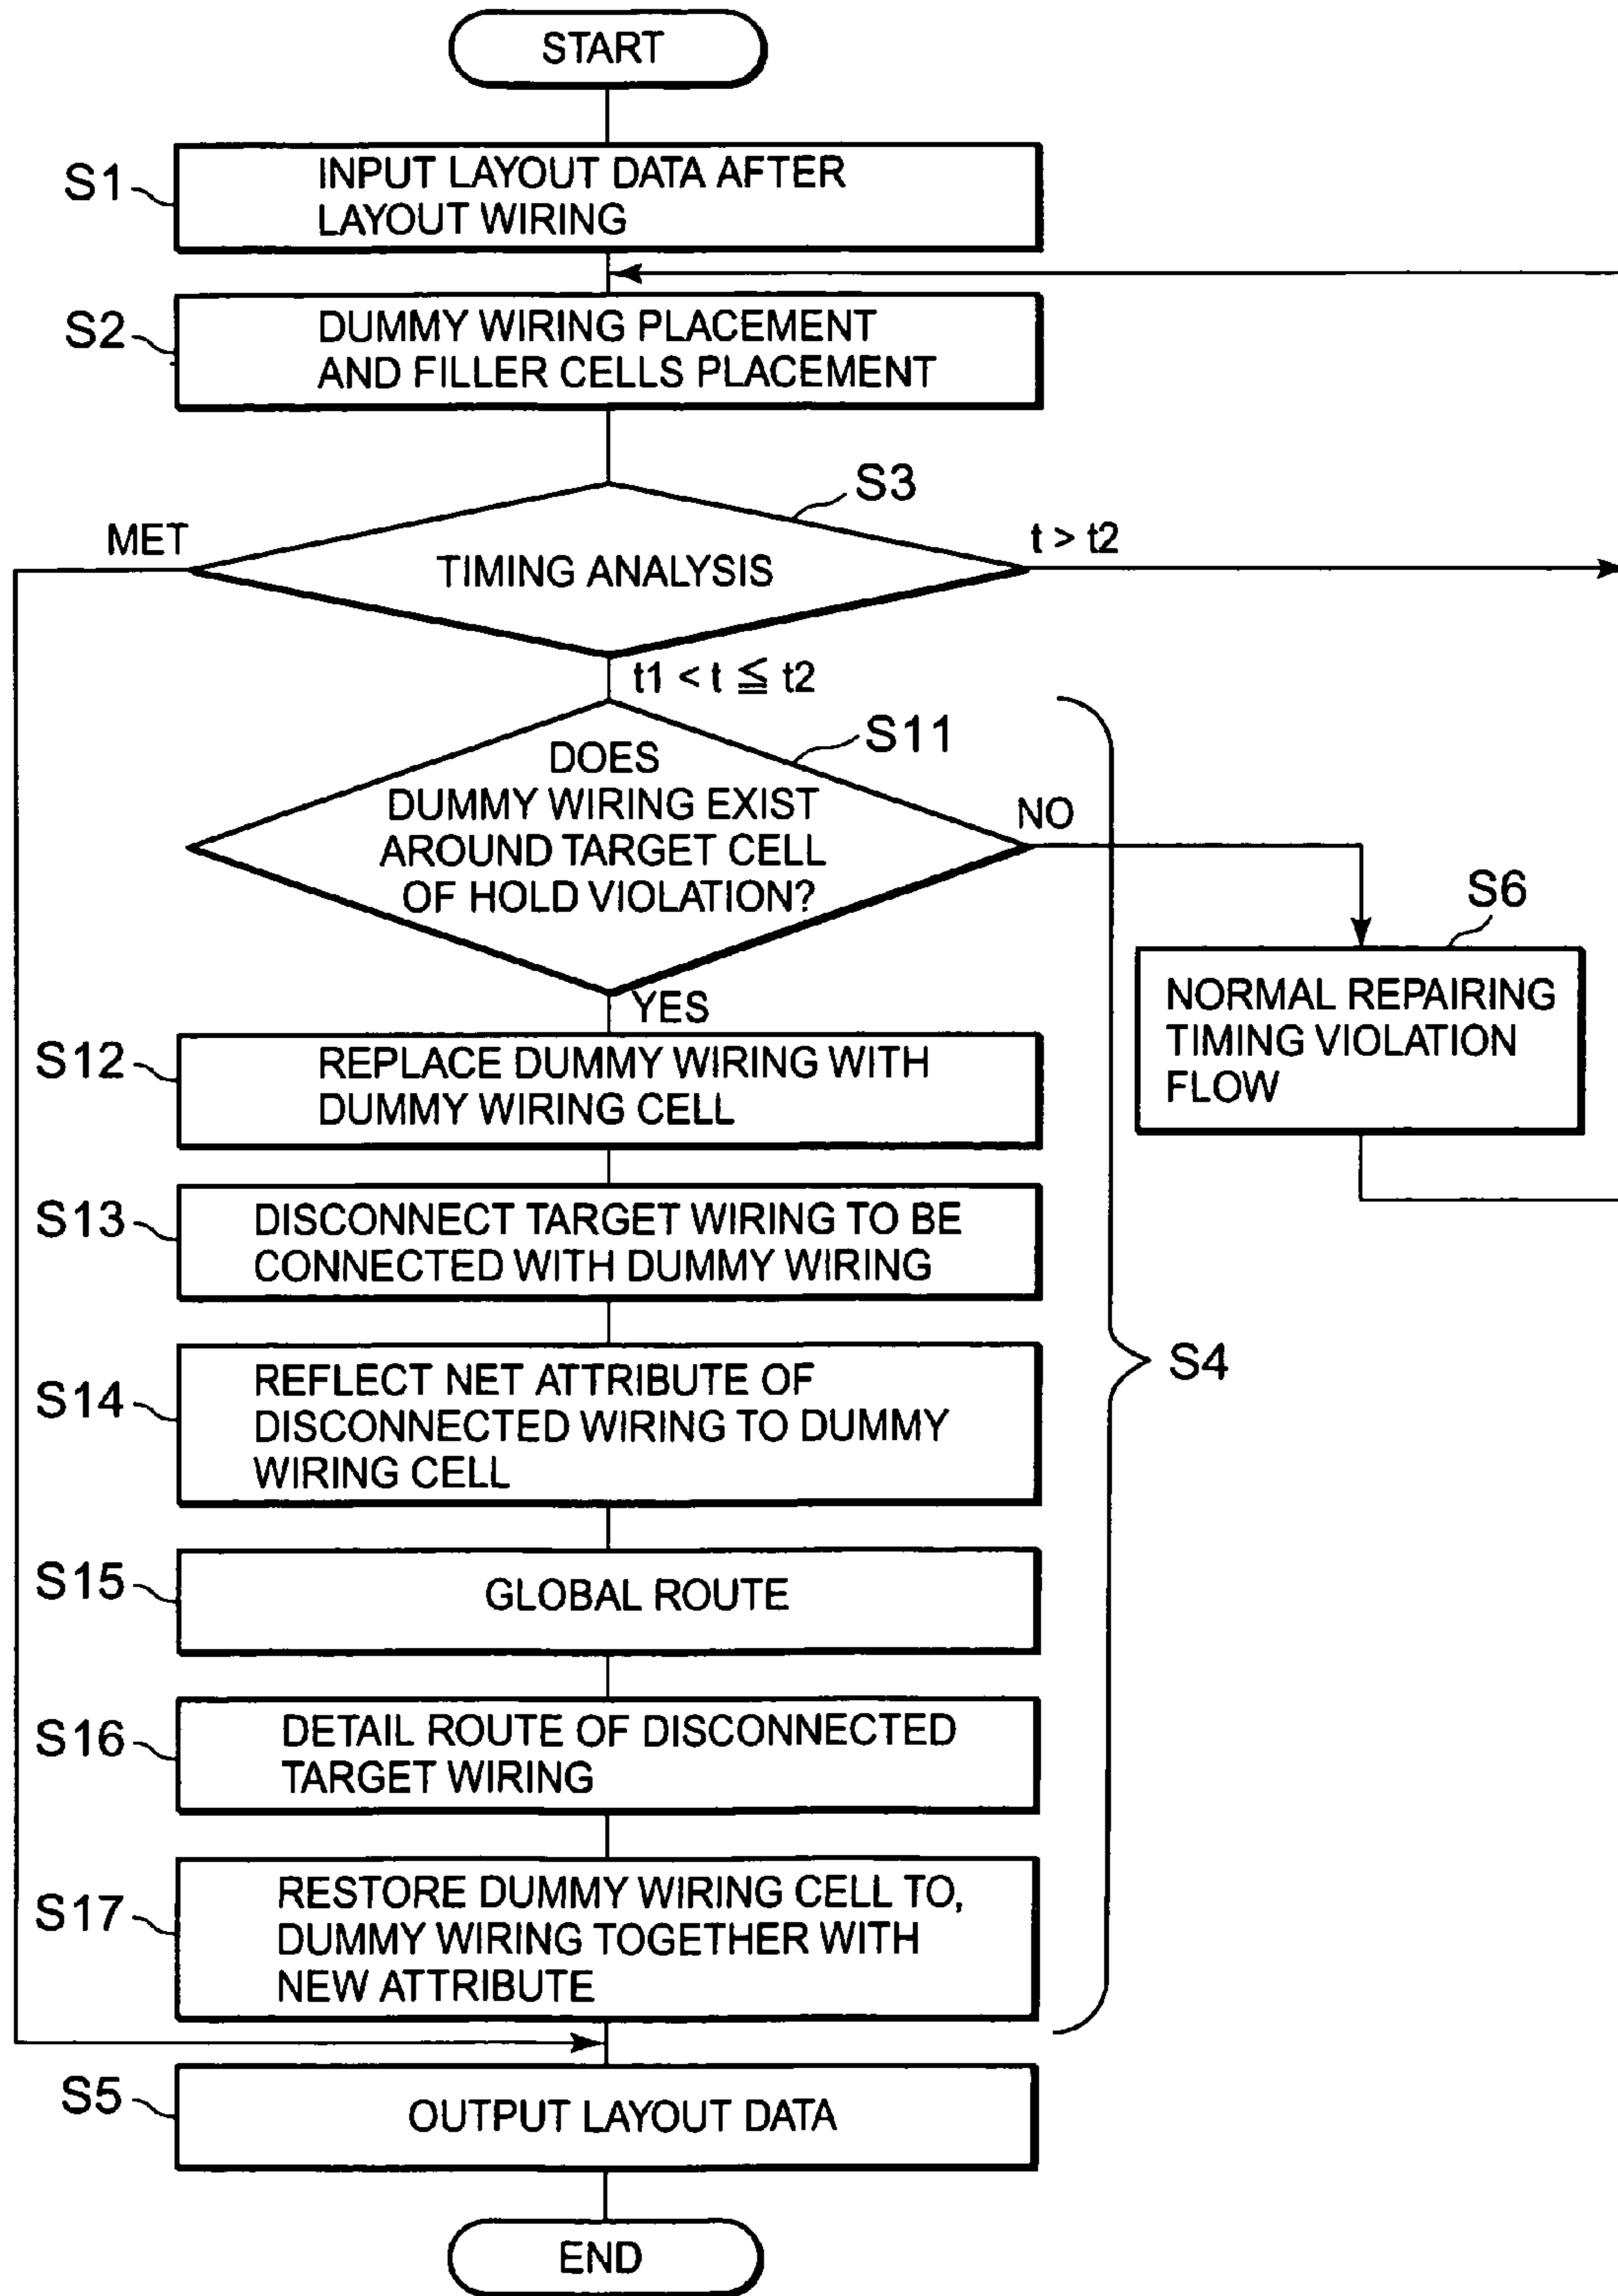 START
S1
INPUT LAYOUT DATA AFTER
LAYOUT WIRING
S2
DUMMY WIRING PLACEMENT
AND FILLER CELLS PLACEMENT
S3
MET
TIMING ANALYSIS
t > t2
t1 < t ≦ t2
S11
DOES
DUMMY WIRING EXIST
AROUND TARGET CELL
OF HOLD VIOLATION?
NO
S6
NORMAL REPAIRING
TIMING VIOLATION
FLOW
YES
S12
REPLACE DUMMY WIRING WITH
DUMMY WIRING CELL
S13
DISCONNECT TARGET WIRING TO BE
CONNECTED WITH DUMMY WIRING
S4
S14
REFLECT NET ATTRIBUTE OF
DISCONNECTED WIRING TO DUMMY
WIRING CELL
S15
GLOBAL ROUTE
S16
DETAIL ROUTE OF DISCONNECTED
TARGET WIRING
S17
RESTORE DUMMY WIRING CELL TO,
DUMMY WIRING TOGETHER WITH
NEW ATTRIBUTE
S5
OUTPUT LAYOUT DATA
END